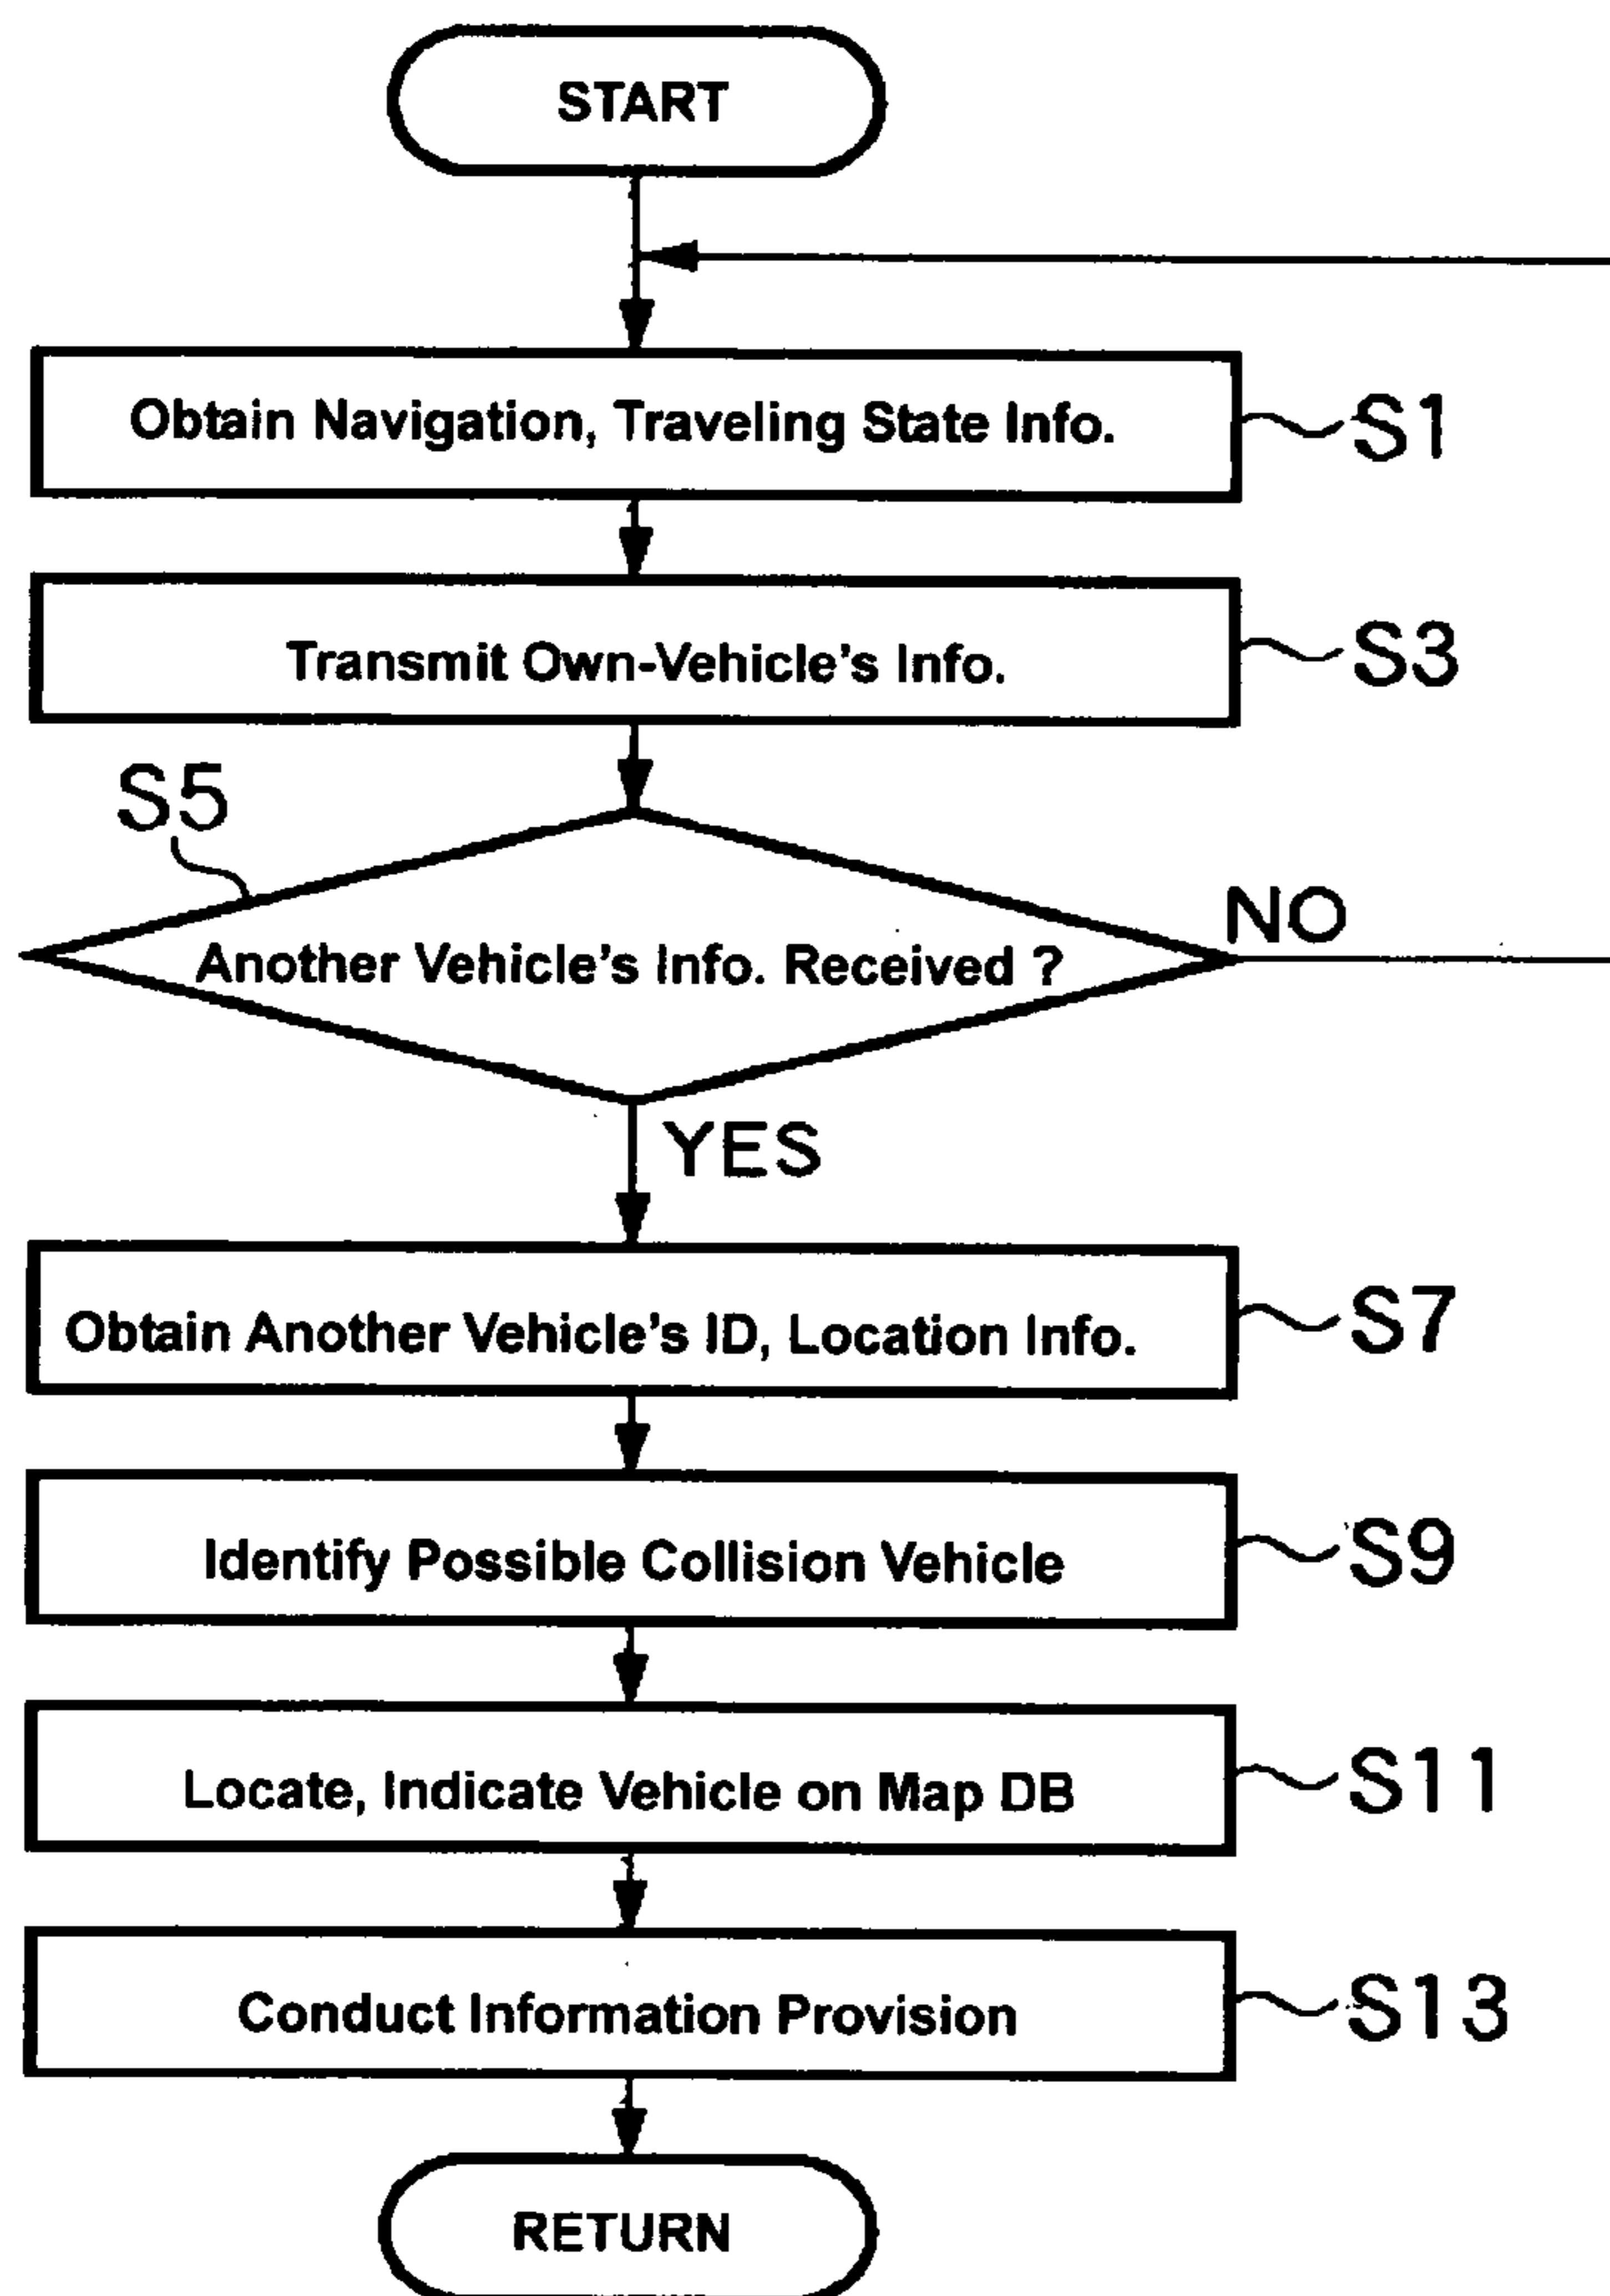 START
Obtain Navigation, Traveling State Info.
S1
Transmit Own-Vehicle's Info.
S3
S5
Another Vehicle's Info. Received ?
NO
YES
Obtain Another Vehicle's ID, Location Info.
S7
Identify Possible Collision Vehicle
S9
Locate, Indicate Vehicle on Map DB
S11
Conduct Information Provision
S13
RETURN